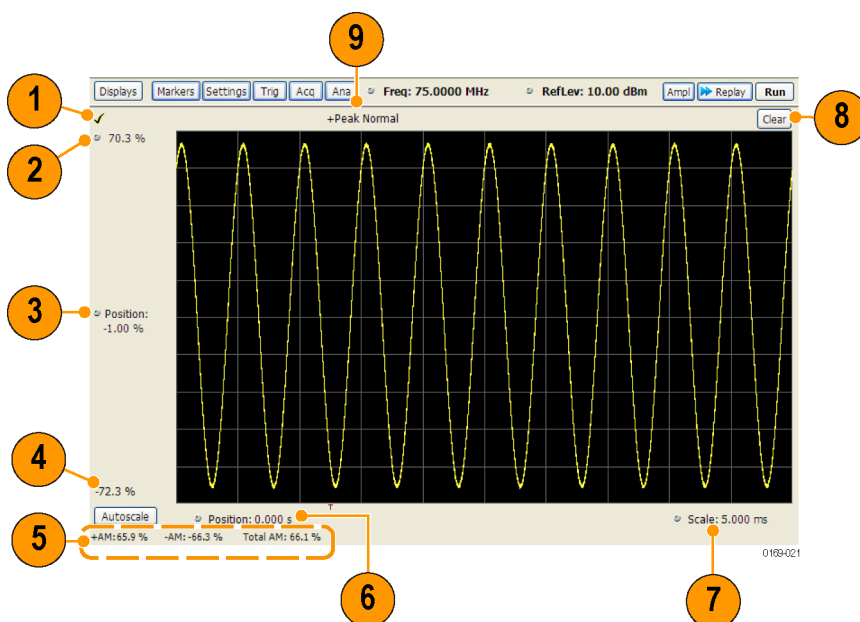 9
Displays Markers Settings Trig Acq Ana Freq: 75.0000 MHz RefLev: 10.00 dBm Ampl Replay Run
1
+Peak Normal
Clear
8
2
70.3 %
3
Position:
-1.00 %
4
-72.3 %
T
Autoscale
Position: 0.000 s
Scale: 5.000 ms
5
+AM: 65.9 % -AM: -66.3 % Total AM: 66.1 %
0169-021
6
7